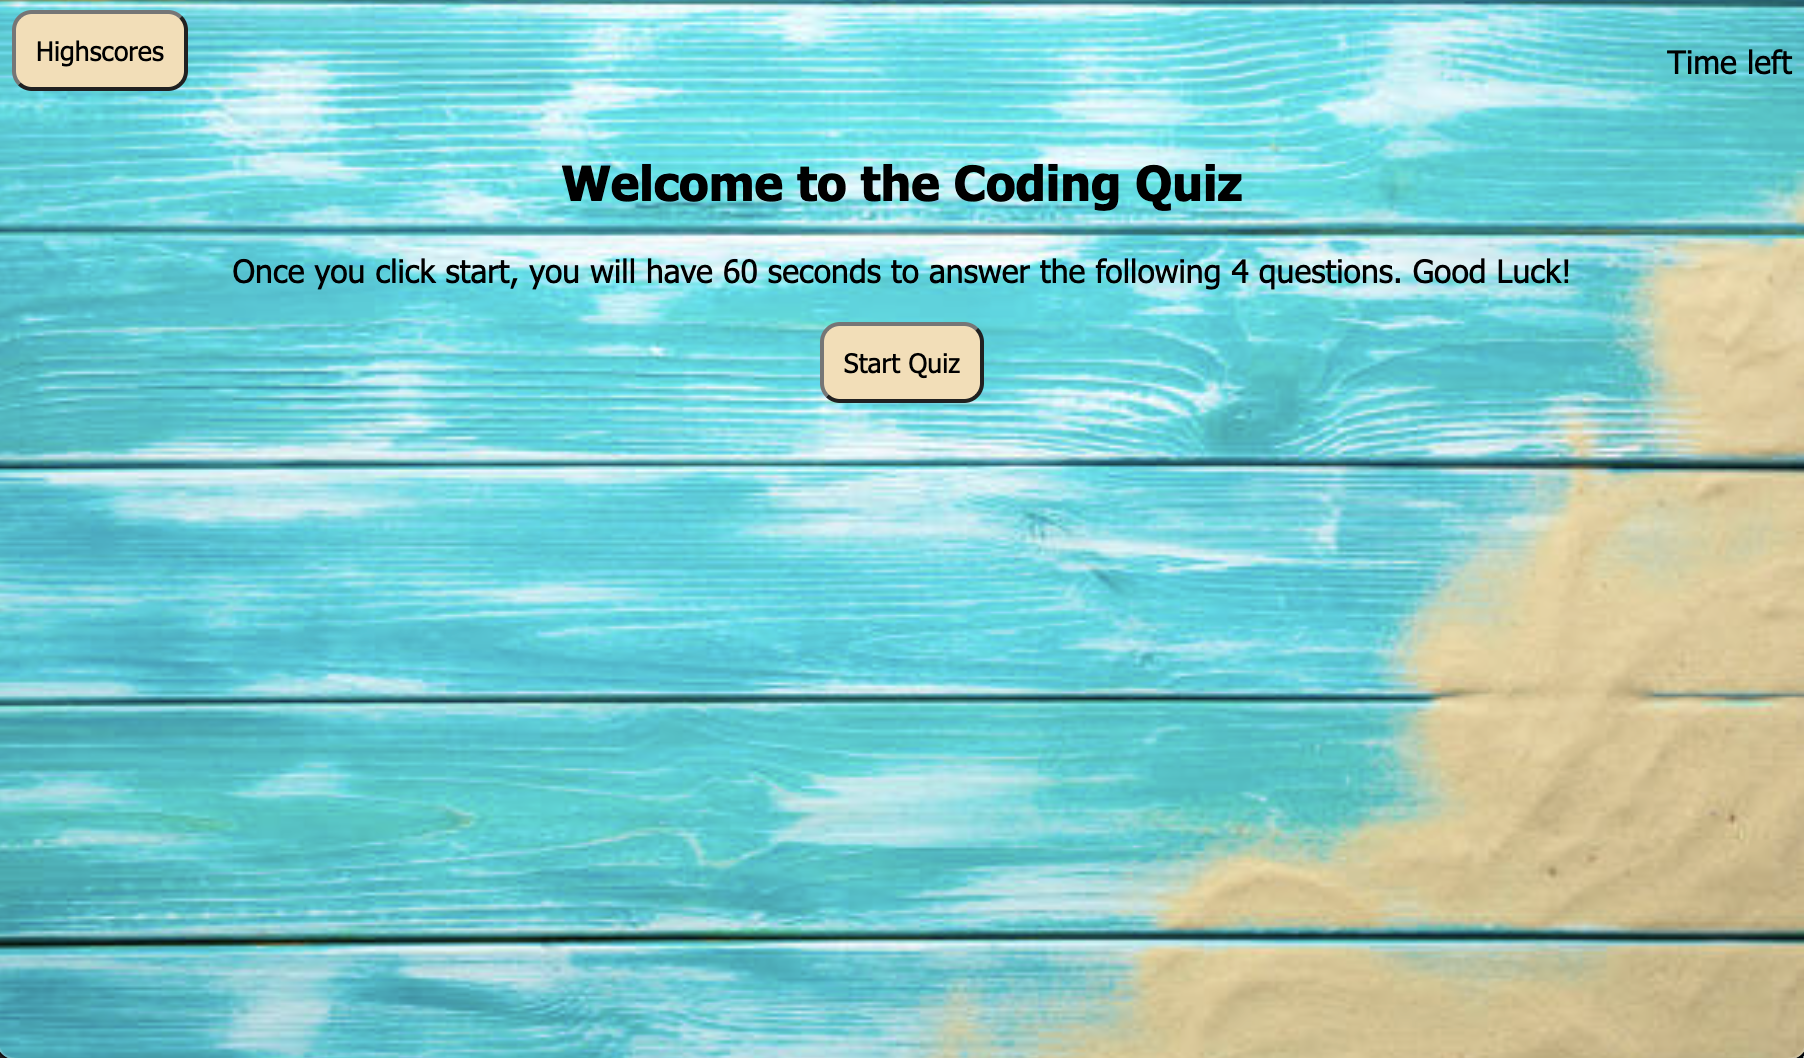 Highscores
Time left
Welcome to the Coding Quiz
Once you click start, you will have 60 seconds to answer the following 4 questions. Good Luck!
Start Quiz